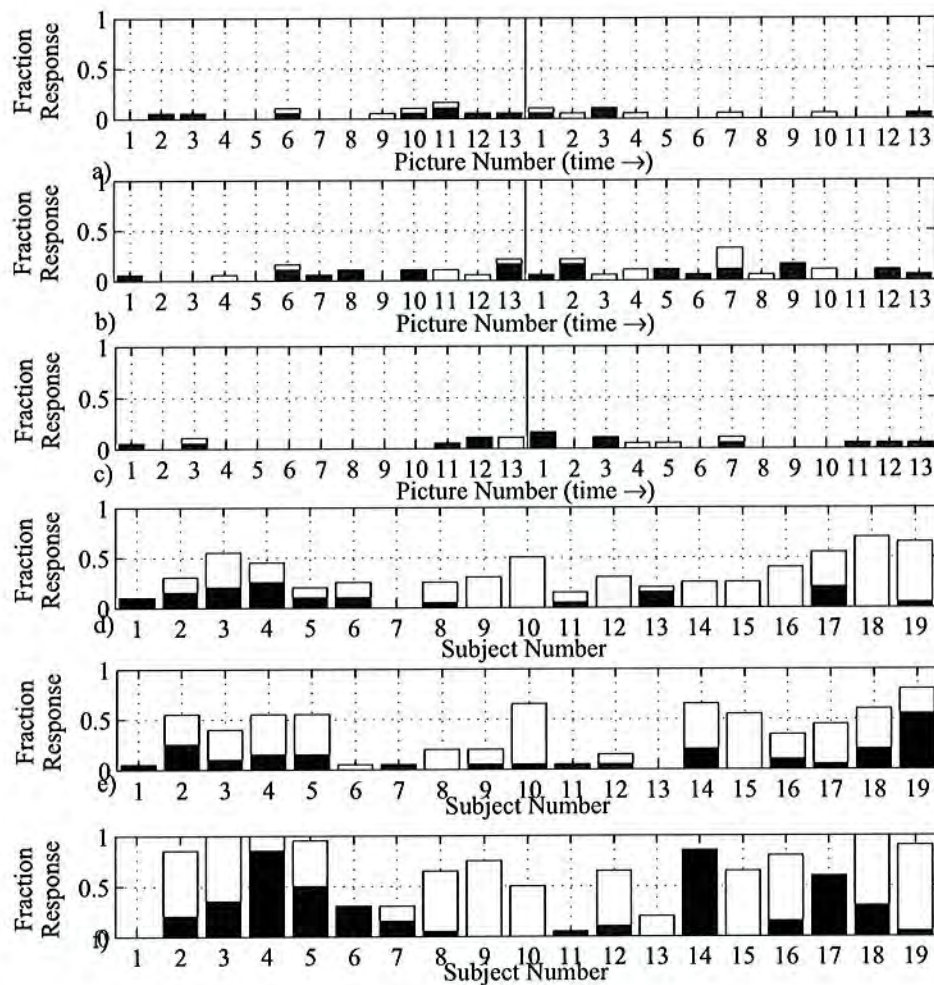 Fraction
Response
1
0.5
0
1 2 3 4 5 6 7 8 9 10 11 12 13 1 2 3 4 5 6 7 8 9 10 11 12 13
a) Picture Number (time →)
Fraction
Response
1
0.5
0
1 2 3 4 5 6 7 8 9 10 11 12 13 1 2 3 4 5 6 7 8 9 10 11 12 13
b) Picture Number (time →)
Fraction
Response
1
0.5
0
1 2 3 4 5 6 7 8 9 10 11 12 13 1 2 3 4 5 6 7 8 9 10 11 12 13
c) Picture Number (time →)
Fraction
Response
1
0.5
0
d) 1 2 3 4 5 6 7 8 9 10 11 12 13 14 15 16 17 18 19
Subject Number
Fraction
Response
1
0.5
0
e) 1 2 3 4 5 6 7 8 9 10 11 12 13 14 15 16 17 18 19
Subject Number
Fraction
Response
1
0.5
0
f) 1 2 3 4 5 6 7 8 9 10 11 12 13 14 15 16 17 18 19
Subject Number